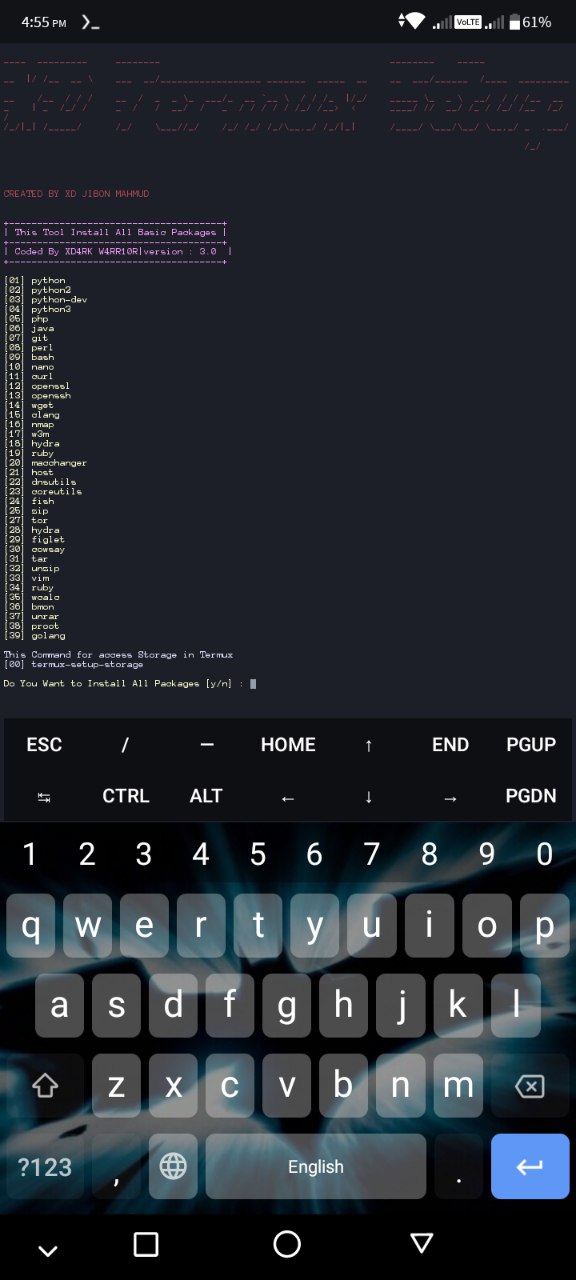 4:55 PM
VoLTE 61%
CREATED BY XD JIBON MAHMUD
+-------------------------------------+
| This Tool Install All Basic Packages |
+-------------------------------------+
| Coded By XD4RK W4RR10R|version : 3.0  |
+-------------------------------------+
[01] python
[02] python2
[03] python-dev
[04] python3
[05] php
[06] java
[07] git
[08] perl
[09] bash
[10] nano
[11] curl
[12] openssl
[13] openssh
[14] wget
[15] clang
[16] nmap
[17] w3m
[18] hydra
[19] ruby
[20] macchanger
[21] host
[22] dnsutils
[23] coreutils
[24] fish
[25] zip
[27] tor
[28] hydra
[29] figlet
[30] cowsay
[31] tar
[32] unzip
[33] vim
[34] ruby
[35] wcalc
[36] bmon
[37] unrar
[38] proot
[39] golang
This Command for access Storage in Termux
[00] termux-setup-storage
Do You Want to Install All Packages [y/n] :
ESC / — HOME ↑ END PGUP
⇆ CTRL ALT ← ↓ → PGDN
1 2 3 4 5 6 7 8 9 0
q w e r t y u i o p
a s d f g h j k l
z x c v b n m
?123 , English .